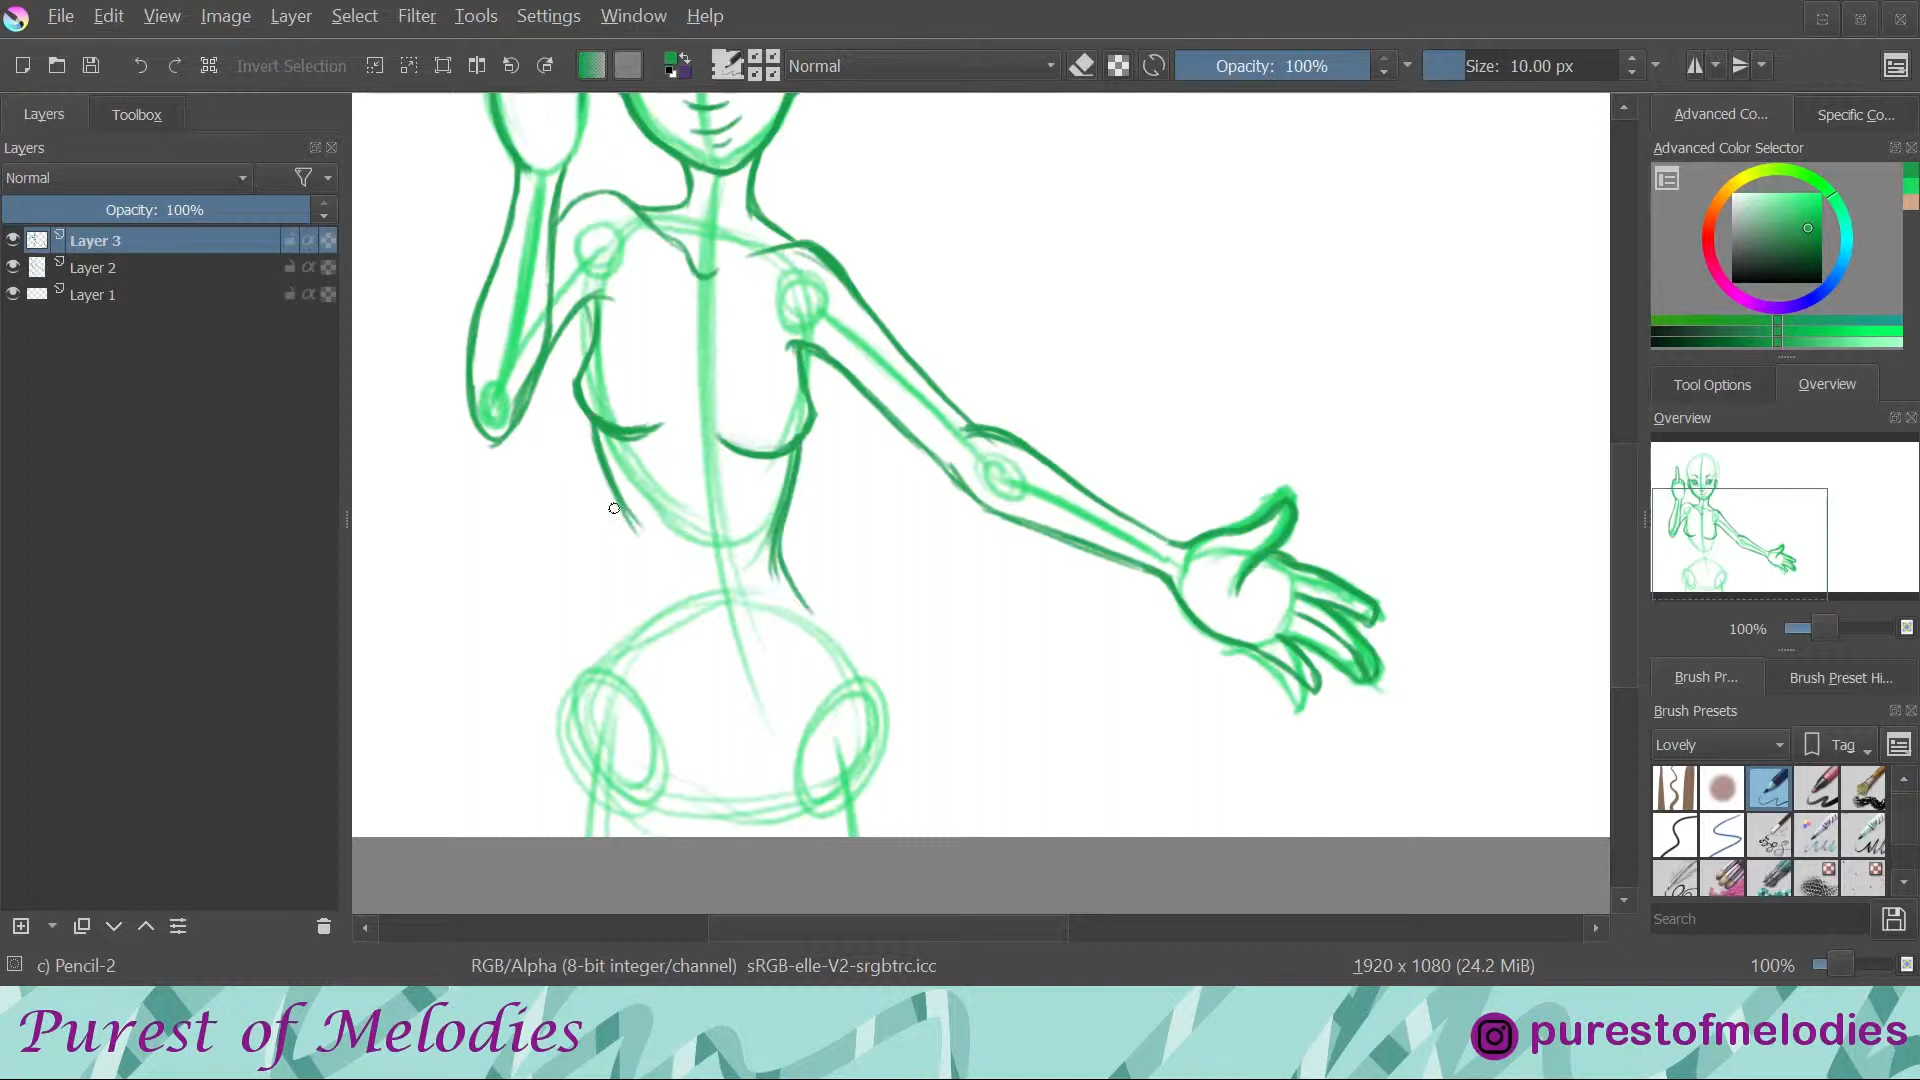 File Edit View Image Layer Select Filter Tools Settings Window Help
Invert Selection Normal Opacity: 100% Size: 10.00 px
Layers Toolbox
Layers
Normal
Opacity: 100%
Layer 3
Layer 2
Layer 1
Advanced Co... Specific Co...
Advanced Color Selector
Tool Options Overview
Overview
100%
Brush Pr... Brush Preset Hi...
Brush Presets
Lovely Tag
Search
c) Pencil-2 RGB/Alpha (8-bit integer/channel) sRGB-elle-V2-srgbtrc.icc 1920 x 1080 (24.2 MiB) 100%
Purest of Melodies purestofmelodies